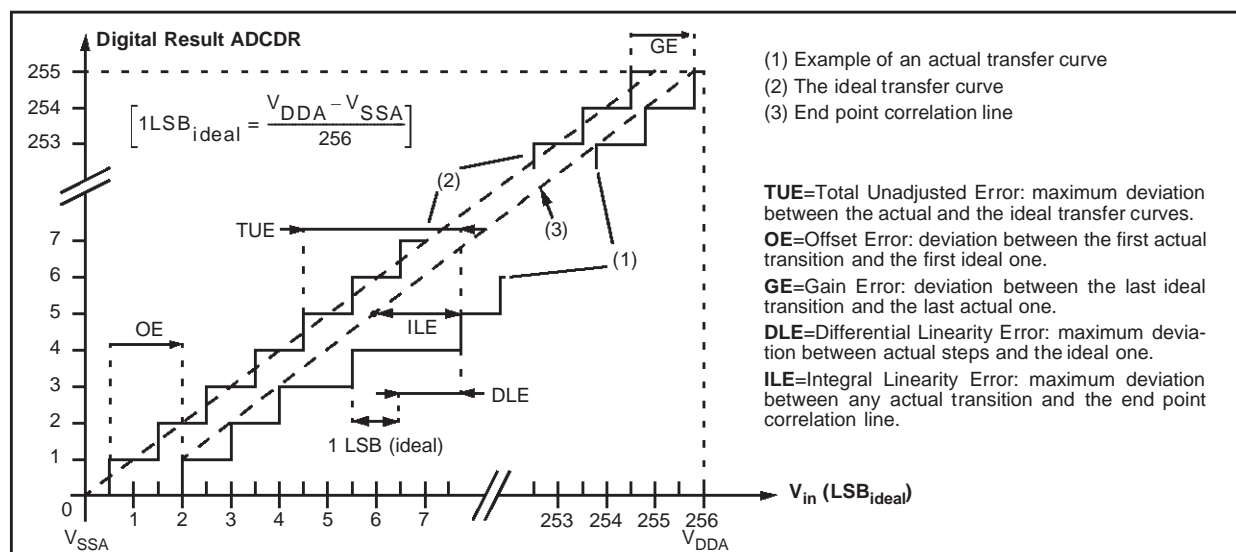 Digital Result ADCDR
GE
255
254
253
[1LSB_ideal = (V_DDA – V_SSA) / 256]
(2)
TUE
(3)
7
6
(1)
5
OE
ILE
4
3
DLE
2
1 LSB (ideal)
1
0
1 2 3 4 5 6 7 253 254 255 256
V_in (LSB_ideal)
V_SSA
V_DDA
(1) Example of an actual transfer curve
(2) The ideal transfer curve
(3) End point correlation line
TUE=Total Unadjusted Error: maximum deviation
between the actual and the ideal transfer curves.
OE=Offset Error: deviation between the first actual
transition and the first ideal one.
GE=Gain Error: deviation between the last ideal
transition and the last actual one.
DLE=Differential Linearity Error: maximum devia-
tion between actual steps and the ideal one.
ILE=Integral Linearity Error: maximum deviation
between any actual transition and the end point
correlation line.